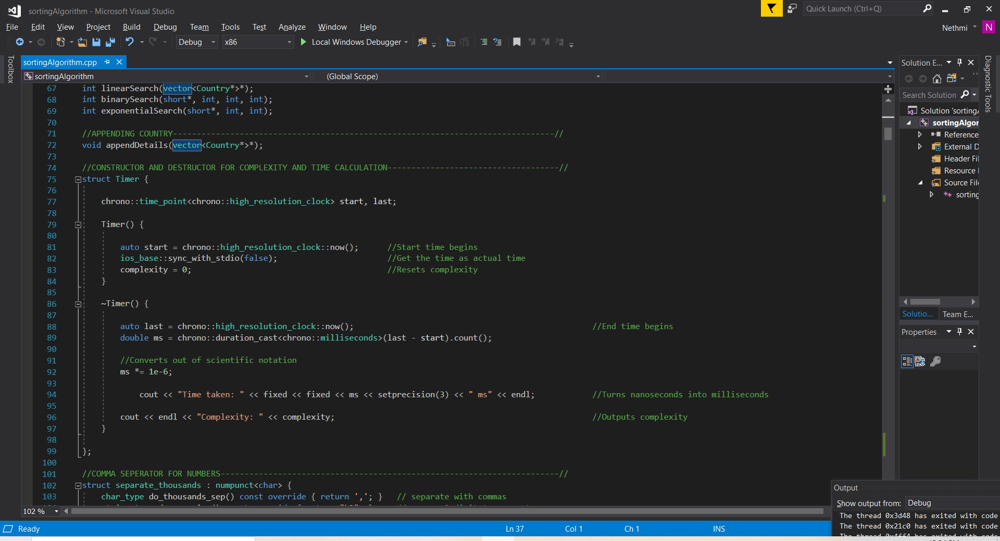 sortingAlgorithm - Microsoft Visual Studio
Quick Launch (Ctrl+Q)
File Edit View Project Build Debug Team Tools Test Analyze Window Help
Nethmi N
Debug x86 Local Windows Debugger
Toolbox
sortingAlgorithm.cpp
sortingAlgorithm (Global Scope)
67 int linearSearch(vector<Country*>*);
68 int binarySearch(short*, int, int, int);
69 int exponentialSearch(short*, int, int);
70
71 //APPENDING COUNTRY--------------------------------------------------------------------------------//
72 void appendDetails(vector<Country*>*);
73
74 //CONSTRUCTOR AND DESTRUCTOR FOR COMPLEXITY AND TIME CALCULATION------------------------------------//
75 struct Timer {
76
77 chrono::time_point<chrono::high_resolution_clock> start, last;
78
79 Timer() {
80
81 auto start = chrono::high_resolution_clock::now(); //Start time begins
82 ios_base::sync_with_stdio(false); //Get the time as actual time
83 complexity = 0; //Resets complexity
84 }
85
86 ~Timer() {
87
88 auto last = chrono::high_resolution_clock::now(); //End time begins
89 double ms = chrono::duration_cast<chrono::milliseconds>(last - start).count();
90
91 //Converts out of scientific notation
92 ms *= 1e-6;
93
94 cout << "Time taken: " << fixed << fixed << ms << setprecision(3) << " ms" << endl; //Turns nanoseconds into milliseconds
95
96 cout << endl << "Complexity: " << complexity; //Outputs complexity
97 }
98
99 };
100
101 //COMMA SEPERATOR FOR NUMBERS-----------------------------------------------------------------------//
102 struct separate_thousands : numpunct<char> {
103 char_type do_thousands_sep() const override { return ','; } // separate with commas
102 %
Ready Ln 37 Col 1 Ch 1 INS
Solution E...
Search Solution
Solution 'sorting
sortingAlgor
Reference
External D
Header Fi
Resource
Source Fil
sorting
Solutio... Team E...
Properties
Diagnostic Tools
Output
Show output from: Debug
The thread 0x3d48 has exited with code
The thread 0x21c0 has exited with code
The thread 0x4ff4 has exited with code